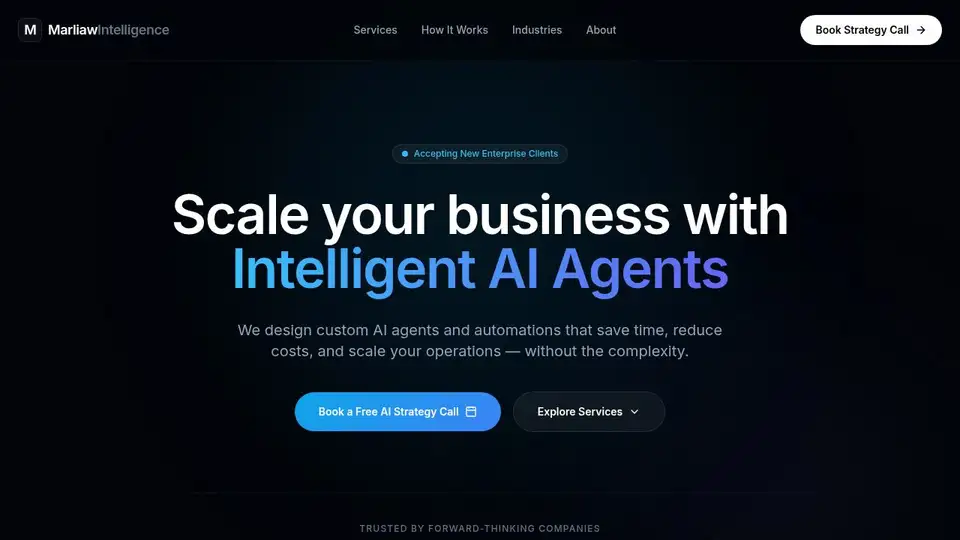 M MarliawIntelligence
Services How It Works Industries About
Book Strategy Call
Accepting New Enterprise Clients
Scale your business with
Intelligent AI Agents
We design custom AI agents and automations that save time, reduce
costs, and scale your operations — without the complexity.
Book a Free AI Strategy Call
Explore Services
TRUSTED BY FORWARD-THINKING COMPANIES